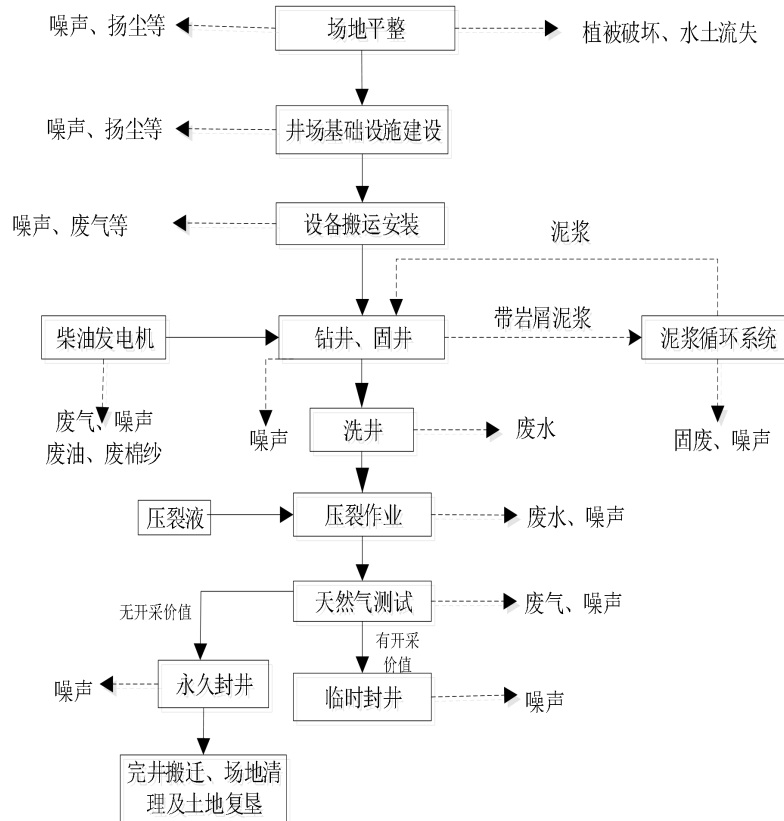 噪声、扬尘等
场地平整
植被破坏、水土流失
噪声、扬尘等
井场基础设施建设
噪声、废气等
设备搬运安装
泥浆
柴油发电机
钻井、固井
带岩屑泥浆
泥浆循环系统
废气、噪声
废油、废棉纱
噪声
洗井
废水
固废、噪声
压裂液
压裂作业
废水、噪声
无开采价值
天然气测试
废气、噪声
有开采
价值
噪声
永久封井
临时封井
噪声
完井搬迁、场地清
理及土地复垦